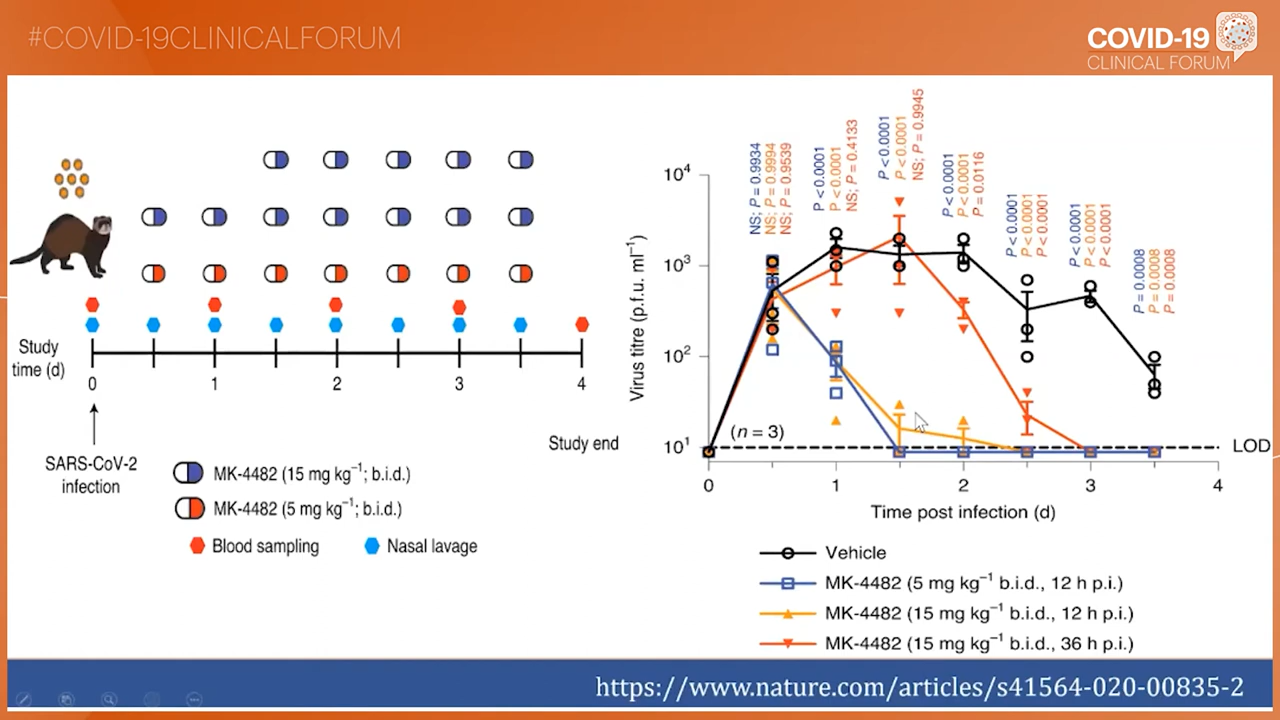 #COVID-19CLINICALFORUM
COVID-19
CLINICAL FORUM
Study
time (d)
0
1
2
3
4
SARS-CoV-2
infection
Study end
MK-4482 (15 mg kg⁻¹; b.i.d.)
MK-4482 (5 mg kg⁻¹; b.i.d.)
Blood sampling
Nasal lavage
Virus titre (p.f.u. ml⁻¹)
10⁴
10³
10²
10¹
NS; P = 0.9934
NS; P = 0.9994
NS; P = 0.9539
P < 0.0001
P < 0.0001
NS; P = 0.4133
P < 0.0001
P < 0.0001
NS; P = 0.9945
P < 0.0001
P < 0.0001
P = 0.0116
P < 0.0001
P < 0.0001
P < 0.0001
P < 0.0001
P < 0.0001
P < 0.0001
P = 0.0008
P = 0.0008
P = 0.0008
(n = 3)
LOD
0
1
2
3
4
Time post infection (d)
Vehicle
MK-4482 (5 mg kg⁻¹ b.i.d., 12 h p.i.)
MK-4482 (15 mg kg⁻¹ b.i.d., 12 h p.i.)
MK-4482 (15 mg kg⁻¹ b.i.d., 36 h p.i.)
https://www.nature.com/articles/s41564-020-00835-2